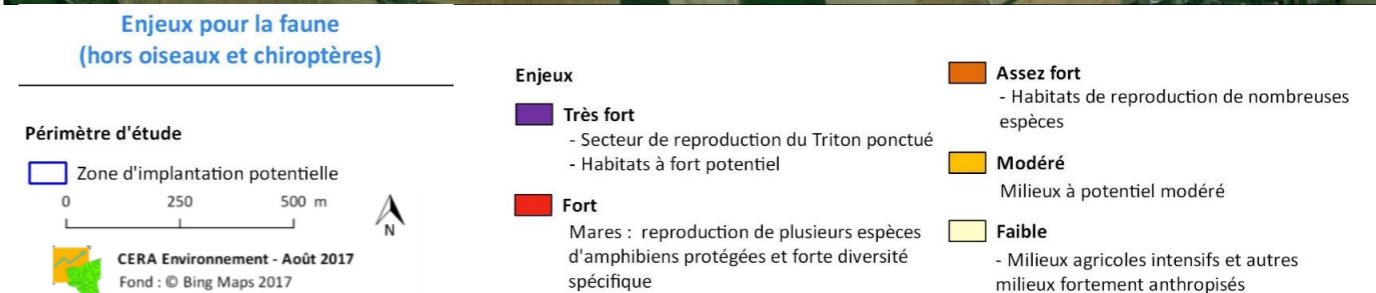 Enjeux pour la faune
(hors oiseaux et chiroptères)
Périmètre d'étude
Zone d'implantation potentielle
0 250 500 m
N
CERA Environnement - Août 2017
Fond : © Bing Maps 2017
Enjeux
Très fort
- Secteur de reproduction du Triton ponctué
- Habitats à fort potentiel
Fort
Mares : reproduction de plusieurs espèces
d'amphibiens protégées et forte diversité
spécifique
Assez fort
- Habitats de reproduction de nombreuses
espèces
Modéré
Milieux à potentiel modéré
Faible
- Milieux agricoles intensifs et autres
milieux fortement anthropisés